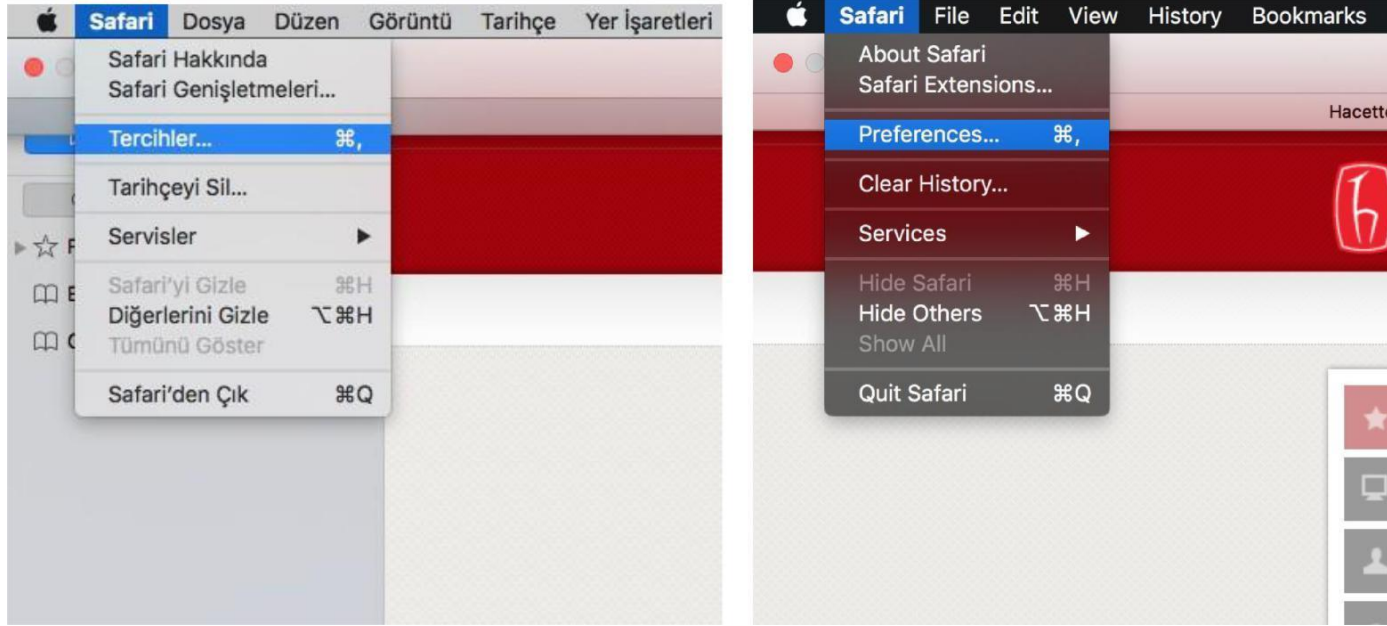 Safari Dosya Düzen Görüntü Tarihçe Yer İşaretleri
Safari Hakkında
Safari Genişletmeleri...
Tercihler... ⌘,
Tarihçeyi Sil...
Servisler ▶
Safari'yi Gizle ⌘H
Diğerlerini Gizle ⌥⌘H
Tümünü Göster
Safari'den Çık ⌘Q
Safari File Edit View History Bookmarks
About Safari
Safari Extensions...
Preferences... ⌘,
Clear History...
Services ▶
Hide Safari ⌘H
Hide Others ⌥⌘H
Show All
Quit Safari ⌘Q